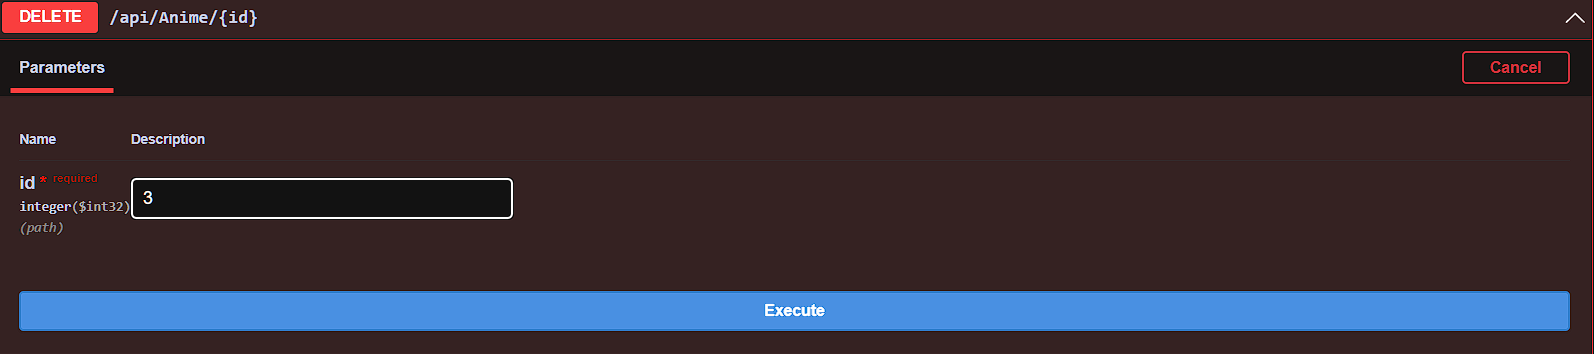 DELETE /api/Anime/{id}
Parameters Cancel
Name Description
id * required
integer($int32) 3
(path)
Execute